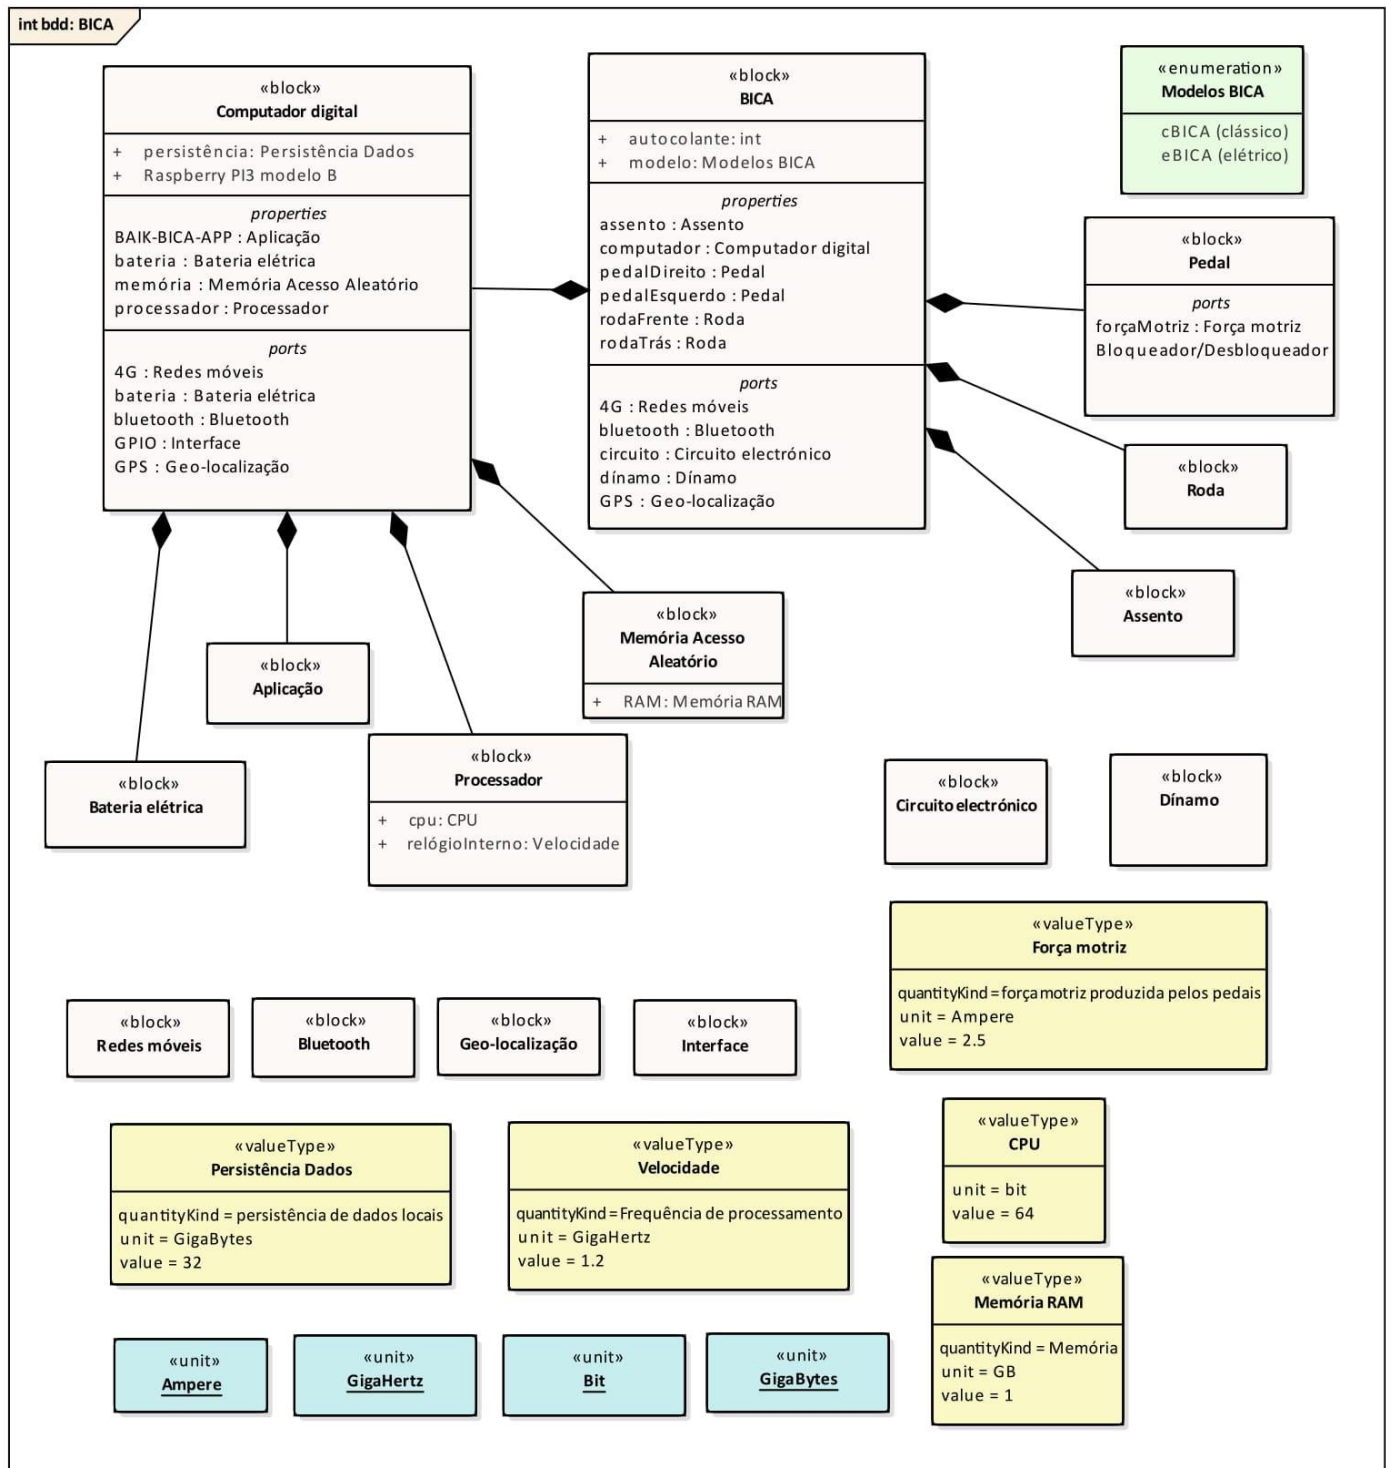 int bdd: BICA
«block»
Computador digital
+ persistência: Persistência Dados
+ Raspberry PI3 modelo B
properties
BAIK-BICA-APP : Aplicação
bateria : Bateria elétrica
memória : Memória Acesso Aleatório
processador : Processador
ports
4G : Redes móveis
bateria : Bateria elétrica
bluetooth : Bluetooth
GPIO : Interface
GPS : Geo-localização
«block»
BICA
+ autocolante: int
+ modelo: Modelos BICA
properties
assento : Assento
computador : Computador digital
pedalDireito : Pedal
pedalEsquerdo : Pedal
rodaFrente : Roda
rodaTrás : Roda
ports
4G : Redes móveis
bluetooth : Bluetooth
circuito : Circuito electrónico
dínamo : Dínamo
GPS : Geo-localização
«enumeration»
Modelos BICA
cBICA (clássico)
eBICA (elétrico)
«block»
Pedal
ports
forçaMotriz : Força motriz
Bloqueador/Desbloqueador
«block»
Roda
«block»
Assento
«block»
Memória Acesso
Aleatório
+ RAM: Memória RAM
«block»
Aplicação
«block»
Processador
+ cpu: CPU
+ relógioInterno: Velocidade
«block»
Bateria elétrica
«block»
Circuito electrónico
«block»
Dínamo
«valueType»
Força motriz
quantityKind = força motriz produzida pelos pedais
unit = Ampere
value = 2.5
«block»
Redes móveis
«block»
Bluetooth
«block»
Geo-localização
«block»
Interface
«valueType»
Persistência Dados
quantityKind = persistência de dados locais
unit = GigaBytes
value = 32
«valueType»
Velocidade
quantityKind = Frequência de processamento
unit = GigaHertz
value = 1.2
«valueType»
CPU
unit = bit
value = 64
«valueType»
Memória RAM
quantityKind = Memória
unit = GB
value = 1
«unit»
Ampere
«unit»
GigaHertz
«unit»
Bit
«unit»
GigaBytes